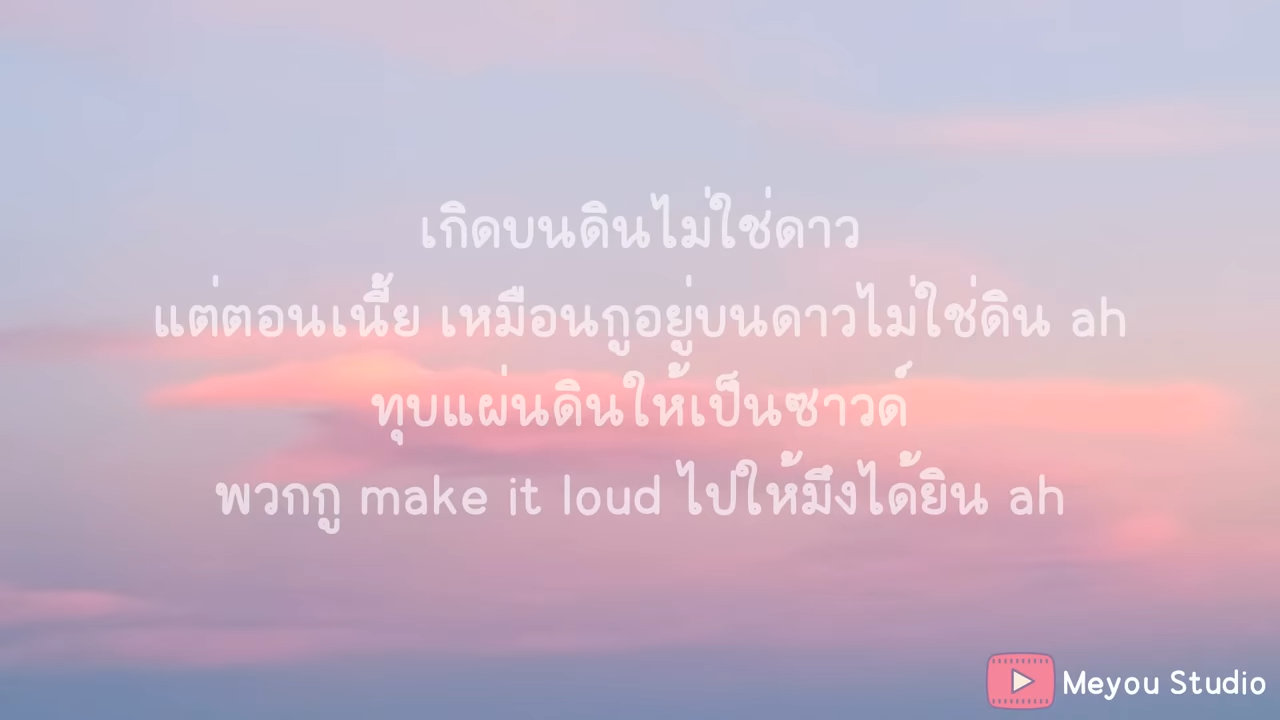 เกิดบนดินไม่ใช่ดาว
แต่ตอนเนี้ย เหมือนกูอยู่บนดาวไม่ใช่ดิน ah
ทุบแผ่นดินให้เป็นซาวด์
พวกกู make it loud ไปให้มึงได้ยิน ah
Meyou Studio